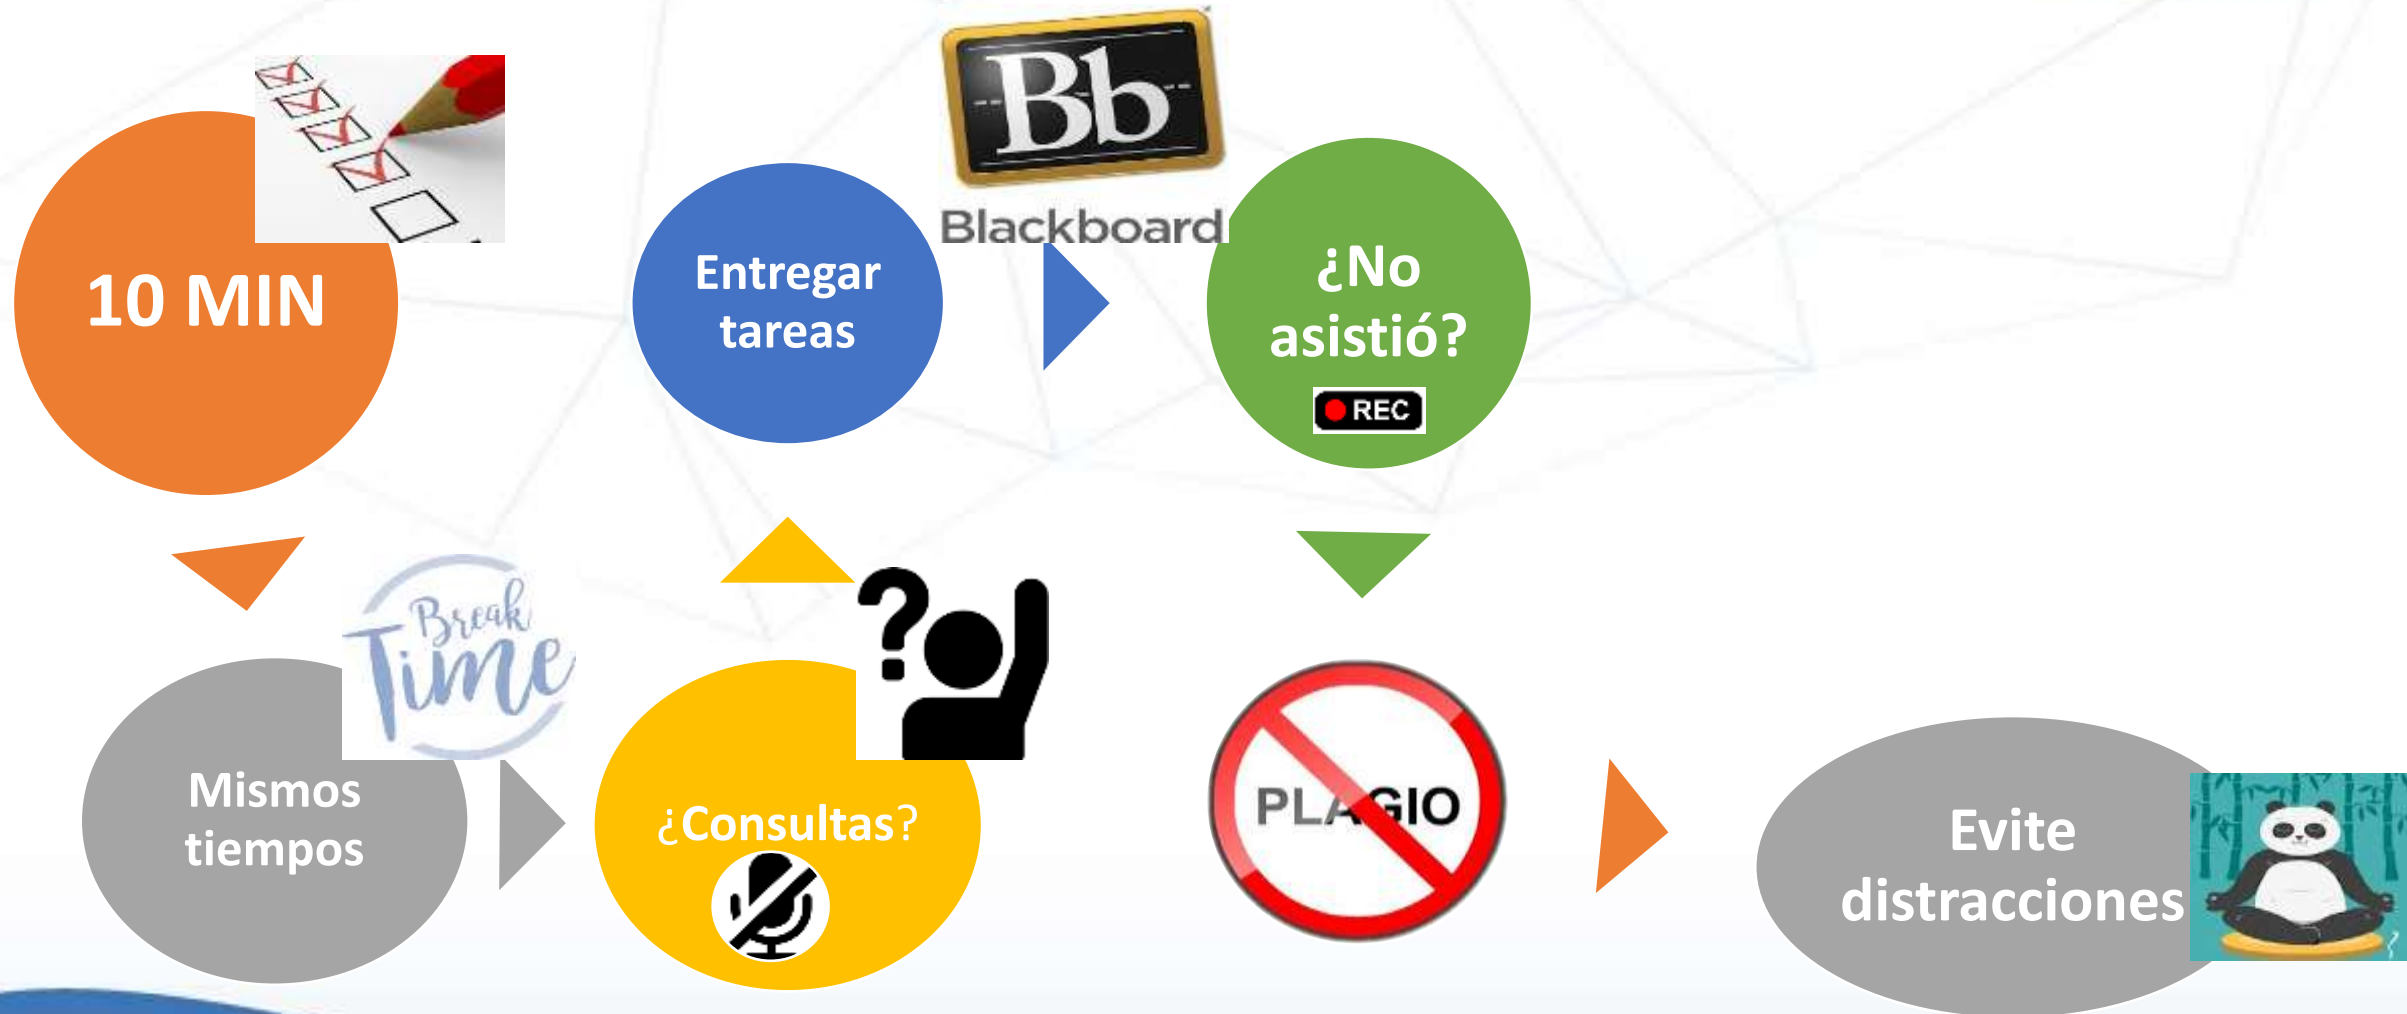 10 MIN
Mismos
tiempos
Break
Time
¿Consultas?
?
Entregar
tareas
Bb
Blackboard
¿No
asistió?
REC
PLAGIO
Evite
distracciones